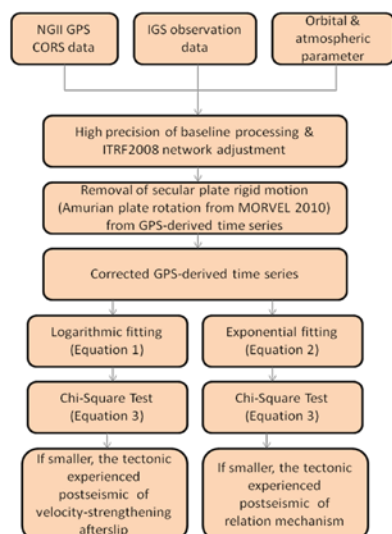 NGII GPS
CORS data
IGS observation
data
Orbital &
atmospheric
parameter
High precision of baseline processing &
ITRF2008 network adjustment
Removal of secular plate rigid motion
(Amurian plate rotation from MORVEL 2010)
from GPS-derived time series
Corrected GPS-derived time series
Logarithmic fitting
(Equation 1)
Exponential fitting
(Equation 2)
Chi-Square Test
(Equation 3)
Chi-Square Test
(Equation 3)
If smaller, the tectonic
experienced
postseismic of
velocity-strengthening
afterslip
If smaller, the tectonic
experienced
postseismic of
relation mechanism